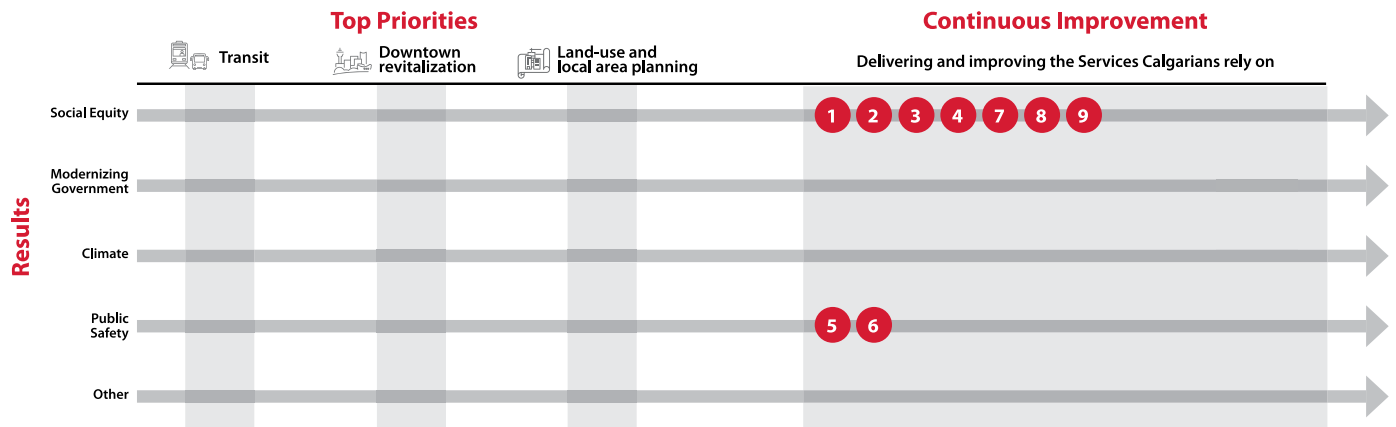 Top Priorities
Continuous Improvement
Transit
Downtown
revitalization
Land-use and
local area planning
Delivering and improving the Services Calgarians rely on
Results
Social Equity
1 2 3 4 7 8 9
Modernizing
Government
Climate
Public
Safety
5 6
Other